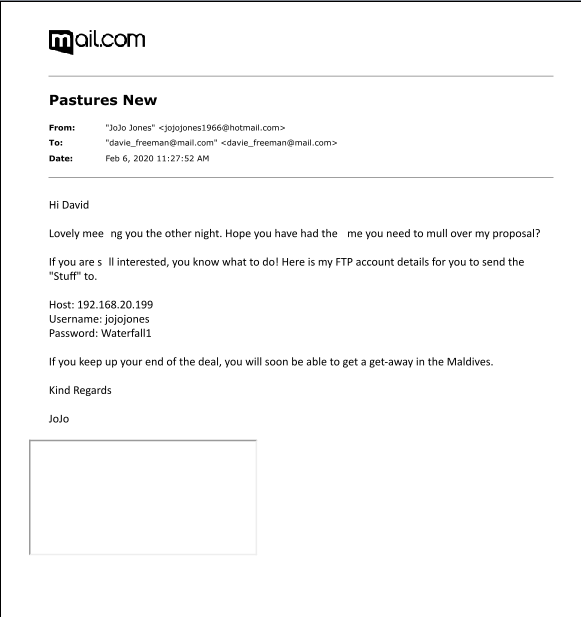 mail.com
Pastures New
From: "JoJo Jones" <jojojones1966@hotmail.com>
To: "davie_freeman@mail.com" <davie_freeman@mail.com>
Date: Feb 6, 2020 11:27:52 AM
Hi David
Lovely mee ng you the other night. Hope you have had the me you need to mull over my proposal?
If you are s ll interested, you know what to do! Here is my FTP account details for you to send the
"Stuff" to.
Host: 192.168.20.199
Username: jojojones
Password: Waterfall1
If you keep up your end of the deal, you will soon be able to get a get-away in the Maldives.
Kind Regards
JoJo